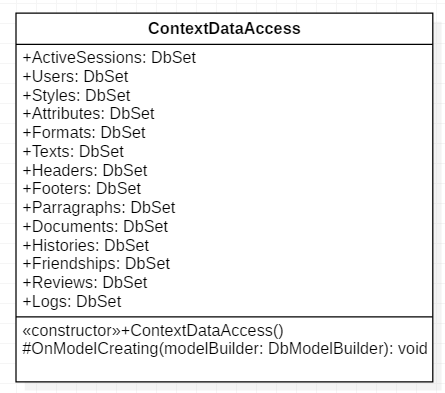 ContextDataAccess
+ActiveSessions: DbSet
+Users: DbSet
+Styles: DbSet
+Attributes: DbSet
+Formats: DbSet
+Texts: DbSet
+Headers: DbSet
+Footers: DbSet
+Parragraphs: DbSet
+Documents: DbSet
+Histories: DbSet
+Friendships: DbSet
+Reviews: DbSet
+Logs: DbSet
«constructor»+ContextDataAccess()
#OnModelCreating(modelBuilder: DbModelBuilder): void